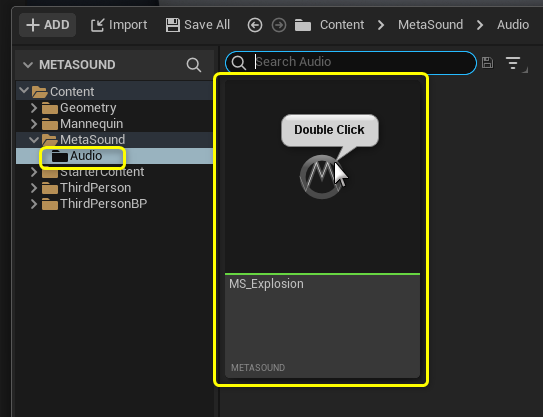 + ADD Import Save All Content MetaSound Audio
METASOUND
Search Audio
Content
Geometry
Mannequin
MetaSound
Audio
StarterContent
ThirdPerson
ThirdPersonBP
Double Click
MS_Explosion
METASOUND